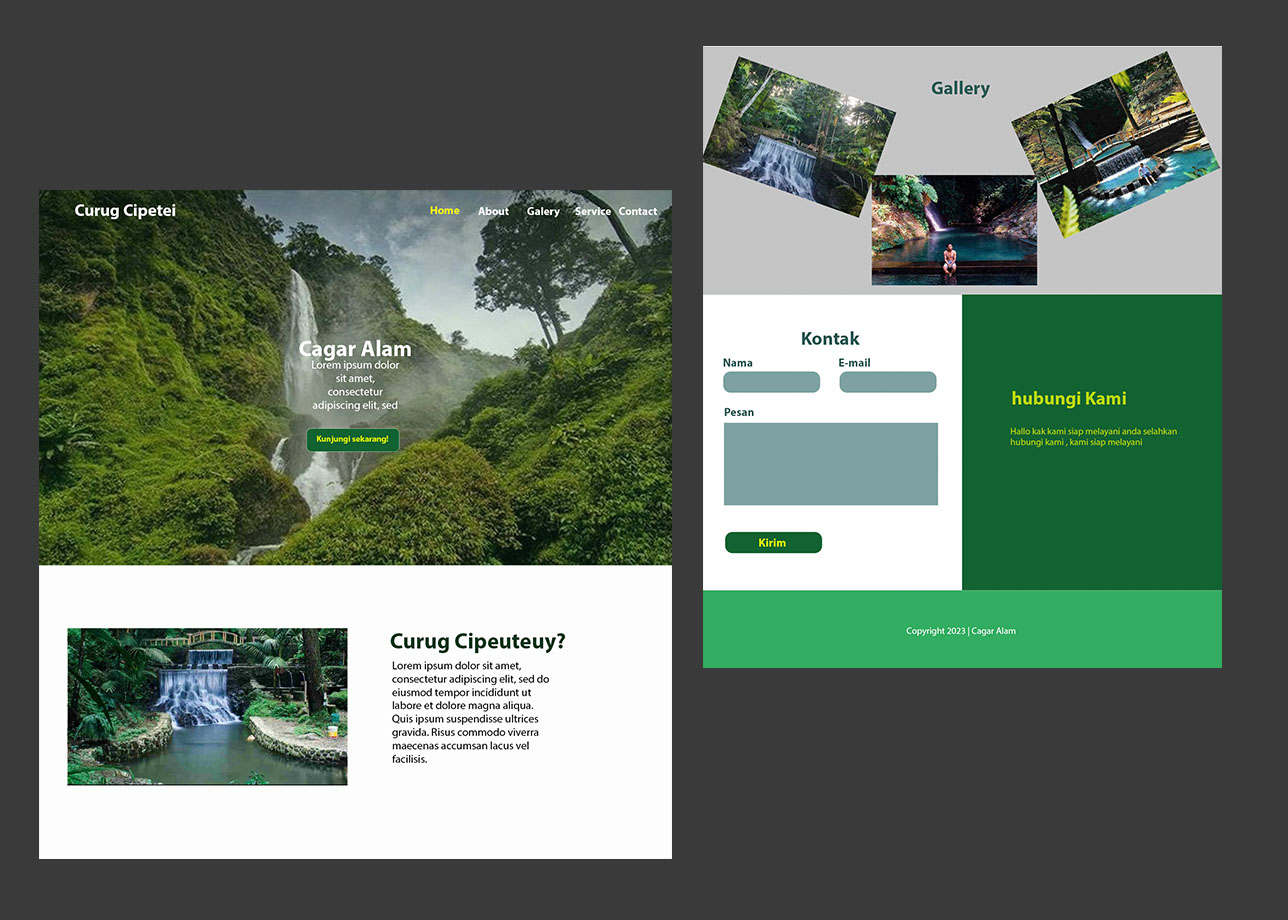 Curug Cipetei
Home About Galery Service Contact
Cagar Alam
Lorem ipsum dolor
sit amet,
consectetur
adipiscing elit, sed
Kunjungi sekarang!
Curug Cipeuteuy?
Lorem ipsum dolor sit amet,
consectetur adipiscing elit, sed do
eiusmod tempor incididunt ut
labore et dolore magna aliqua.
Quis ipsum suspendisse ultrices
gravida. Risus commodo viverra
maecenas accumsan lacus vel
facilisis.
Gallery
Kontak
Nama E-mail
Pesan
Kirim
hubungi Kami
Hallo kak kami siap melayani anda selahkan
hubungi kami , kami siap melayani
Copyright 2023 | Cagar Alam